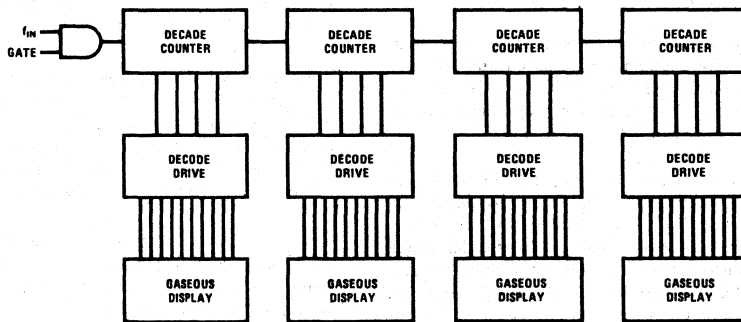 fIN
GATE
DECADE
COUNTER
DECADE
COUNTER
DECADE
COUNTER
DECADE
COUNTER
DECODE
DRIVE
DECODE
DRIVE
DECODE
DRIVE
DECODE
DRIVE
GASEOUS
DISPLAY
GASEOUS
DISPLAY
GASEOUS
DISPLAY
GASEOUS
DISPLAY